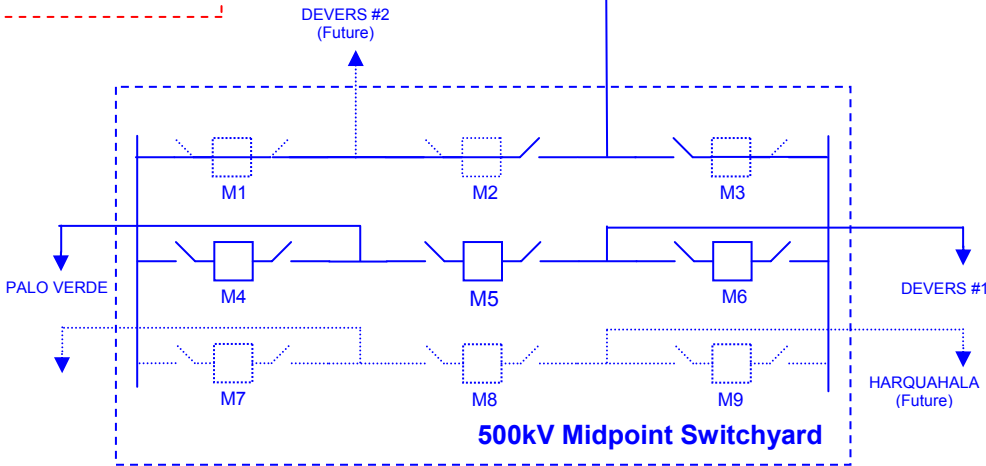 DEVERS #2
(Future)
M1
M2
M3
PALO VERDE
M4
M5
M6
DEVERS #1
M7
M8
M9
HARQUAHALA
(Future)
500kV Midpoint Switchyard